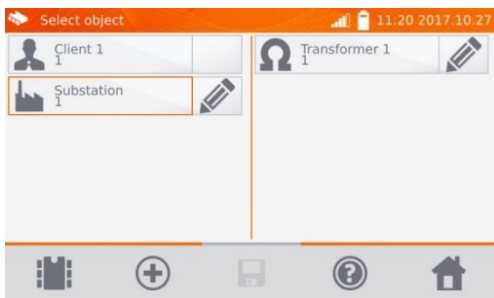 Select object
11:20 2017.10.27
Client 1
1
Substation
1
Transformer 1
1